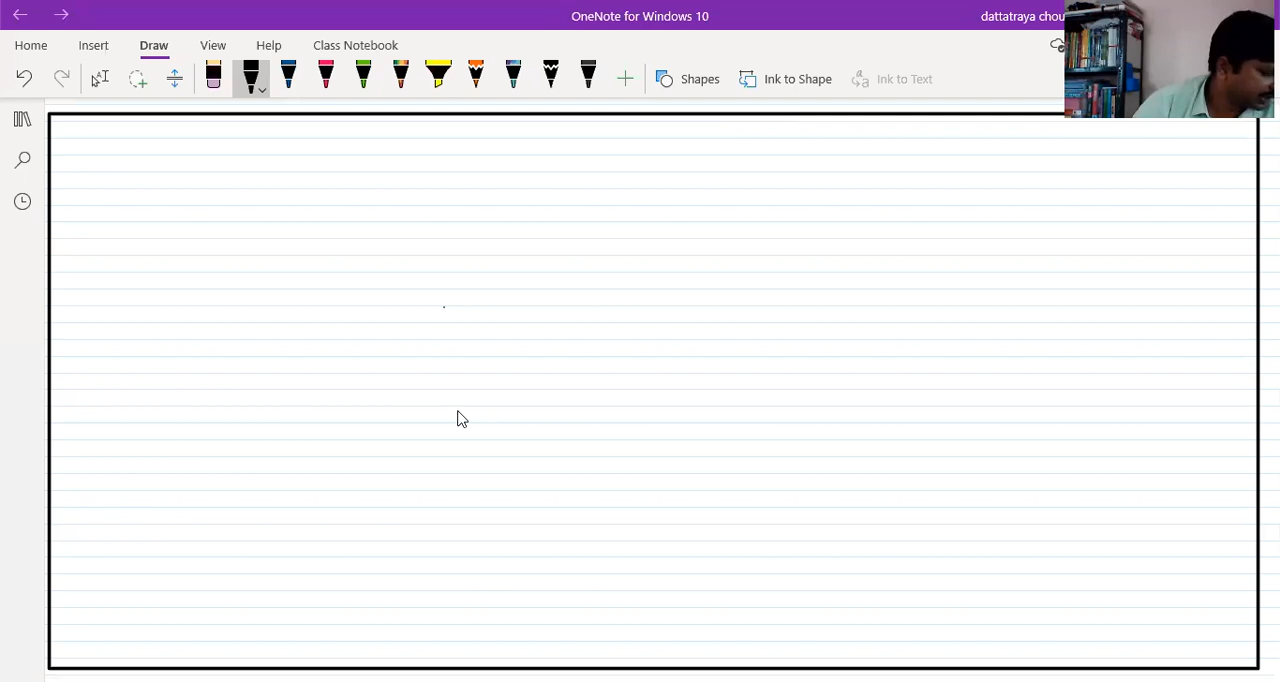 OneNote for Windows 10
dattatraya chou
Home Insert Draw View Help Class Notebook
Shapes Ink to Shape Ink to Text